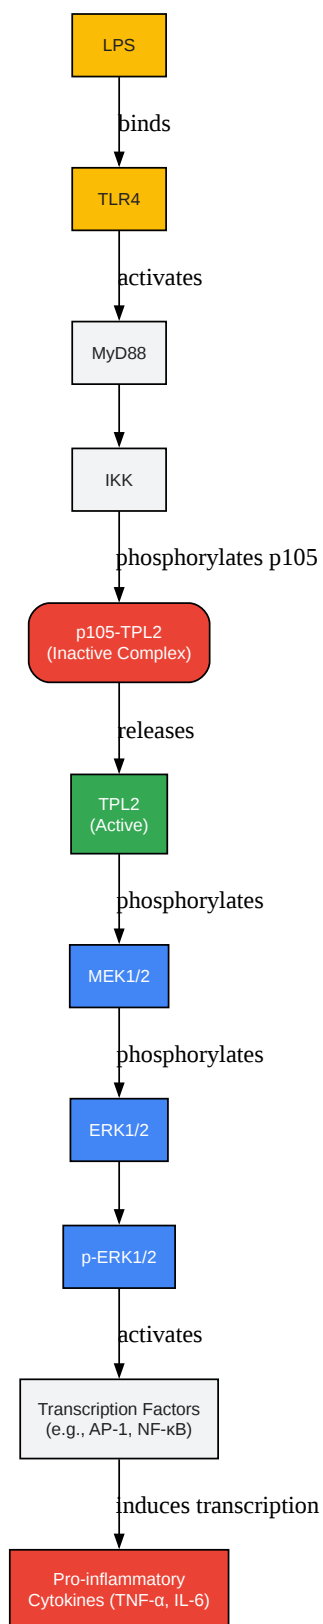 LPS
binds
TLR4
activates
MyD88
IKK
phosphorylates p105
p105-TPL2
(Inactive Complex)
releases
TPL2
(Active)
phosphorylates
MEK1/2
phosphorylates
ERK1/2
p-ERK1/2
activates
Transcription Factors
(e.g., AP-1, NF-κB)
induces transcription
Pro-inflammatory
Cytokines (TNF-α, IL-6)